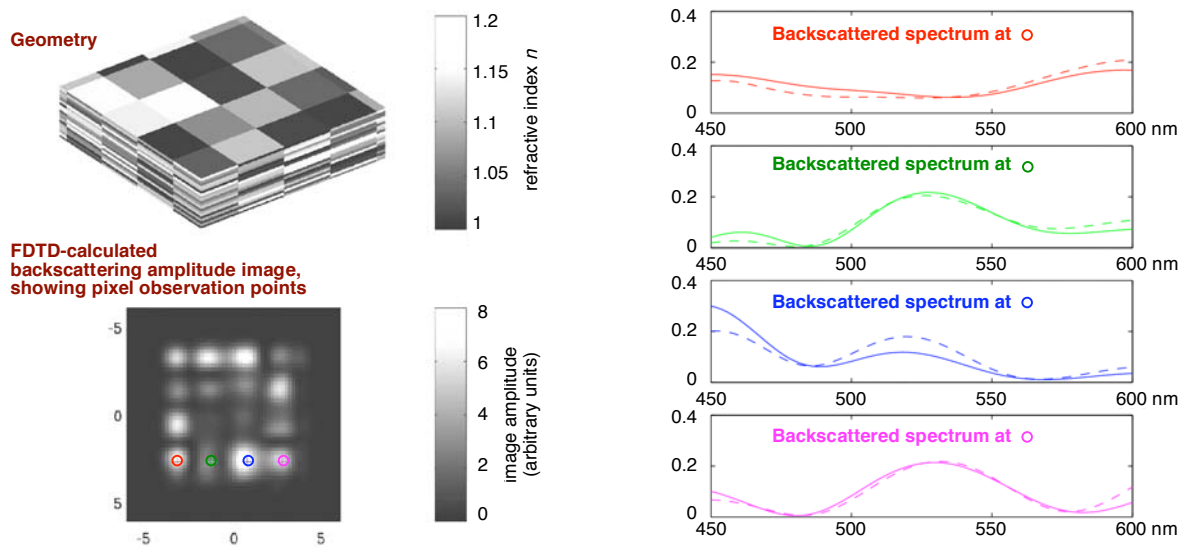 Geometry
1.2
1.15
1.1
1.05
1
refractive index n
FDTD-calculated
backscattering amplitude image,
showing pixel observation points
-5
0
5
-5
0
5
8
6
4
2
0
image amplitude
(arbitrary units)
0.4
0.2
0
Backscattered spectrum at
450
500
550
600 nm
0.4
0.2
0
Backscattered spectrum at
450
500
550
600 nm
0.4
0.2
0
Backscattered spectrum at
450
500
550
600 nm
0.4
0.2
0
Backscattered spectrum at
450
500
550
600 nm